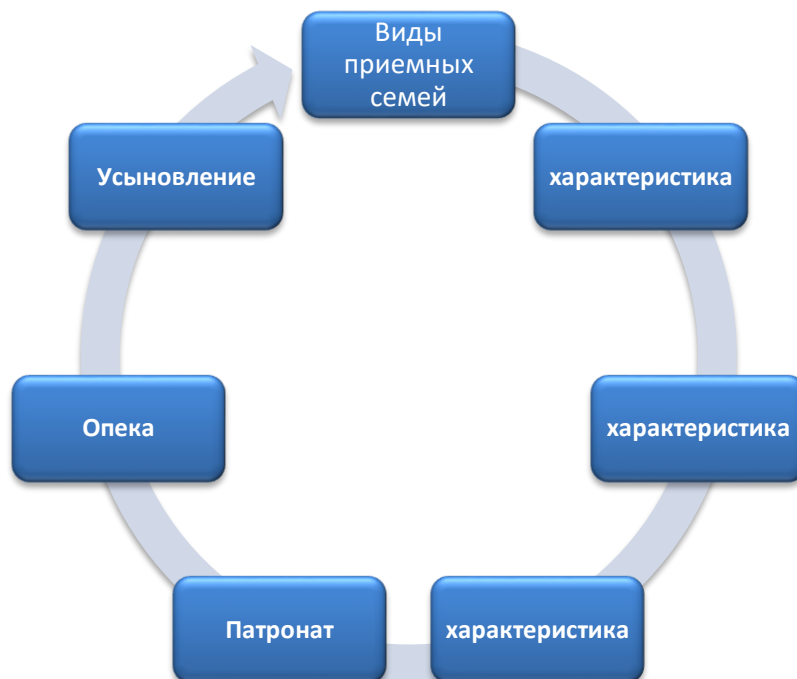 Виды
приемных
семей
Усыновление
характеристика
Опека
характеристика
Патронат
характеристика